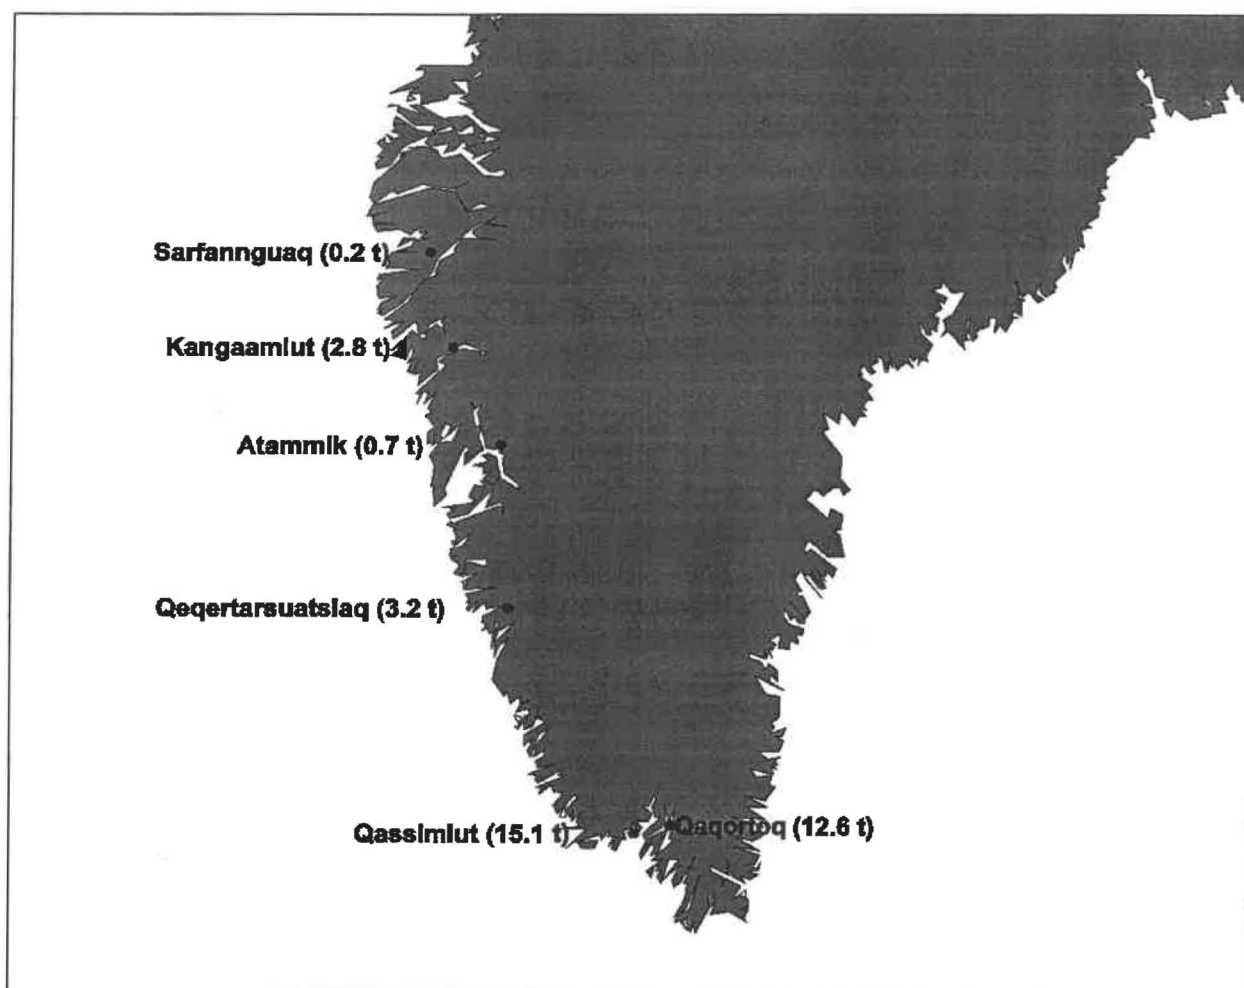 Sarfannguaq (0.2 t)
Kangaamiut (2.8 t)
Atammik (0.7 t)
Qeqertarsuatsiaq (3.2 t)
Qassimiut (15.1 t)
Qaqortoq (12.6 t)